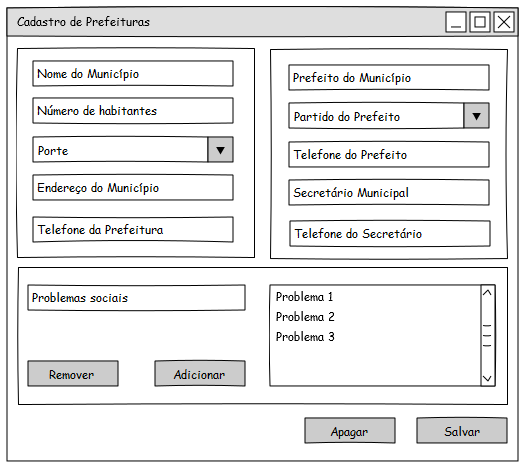 Cadastro de Prefeituras
Nome do Município
Número de habitantes
Porte
Endereço do Município
Telefone da Prefeitura
Prefeito do Município
Partido do Prefeito
Telefone do Prefeito
Secretário Municipal
Telefone do Secretário
Problemas sociais
Remover
Adicionar
Problema 1
Problema 2
Problema 3
Apagar
Salvar